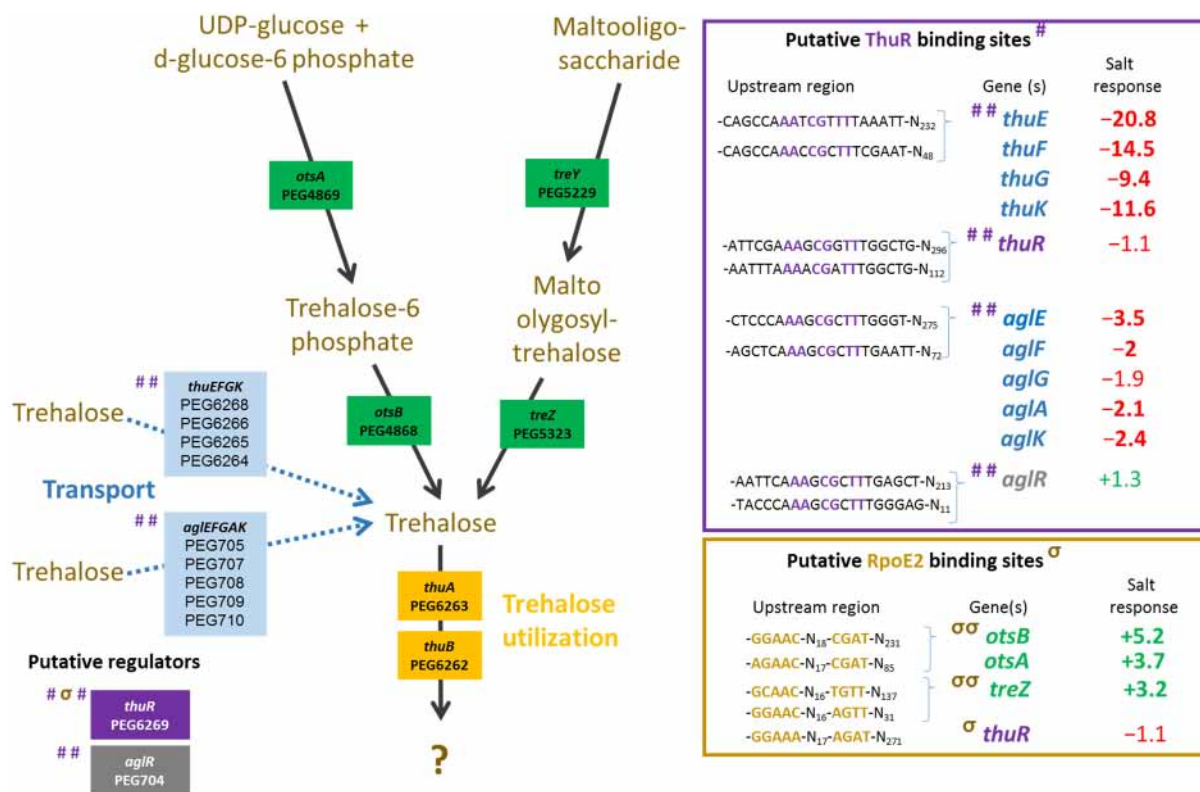 UDP-glucose +
d-glucose-6 phosphate
Maltooligo-
saccharide
otsA
PEG4869
treY
PEG5229
Trehalose-6
phosphate
Malto
olygosyl-
trehalose
otsB
PEG4868
treZ
PEG5323
# #
thuEFGK
PEG6268
PEG6266
PEG6265
PEG6264
Trehalose
Transport
# #
aglEFGAK
PEG705
PEG707
PEG708
PEG709
PEG710
Trehalose
Trehalose
thuA
PEG6263
thuB
PEG6262
Trehalose
utilization
?
Putative regulators
# σ #
thuR
PEG6269
# #
aglR
PEG704
Putative ThuR binding sites #
Upstream region Gene (s) Salt
response
-CAGCCAAATCGTTTTAAATT-N232 # # thuE −20.8
-CAGCCAAACCGCTTTCGAAT-N48 thuF −14.5
thuG −9.4
thuK −11.6
-ATTCGAAAGCGGTTTGGCTG-N296 # # thuR −1.1
-AATTTAAAACGATTTGGCTG-N112
-CTCCCAAAGCGCTTTGGGT-N275 # # aglE −3.5
-AGCTCAAAGCGCTTTGAATT-N72 aglF −2
aglG −1.9
aglA −2.1
aglK −2.4
-AATTCAAAGCGCTTTGAGCT-N213 # # aglR +1.3
-TACCCAAAGCGCTTTGGGAG-N11
Putative RpoE2 binding sites σ
Upstream region Gene(s) Salt
response
-GGAAC-N18-CGAT-N231 σσ otsB +5.2
-AGAAC-N17-CGAT-N85 otsA +3.7
-GCAAC-N16-TGTT-N137 σσ treZ +3.2
-GGAAC-N16-AGTT-N31
-GGAAA-N17-AGAT-N271 σ thuR −1.1